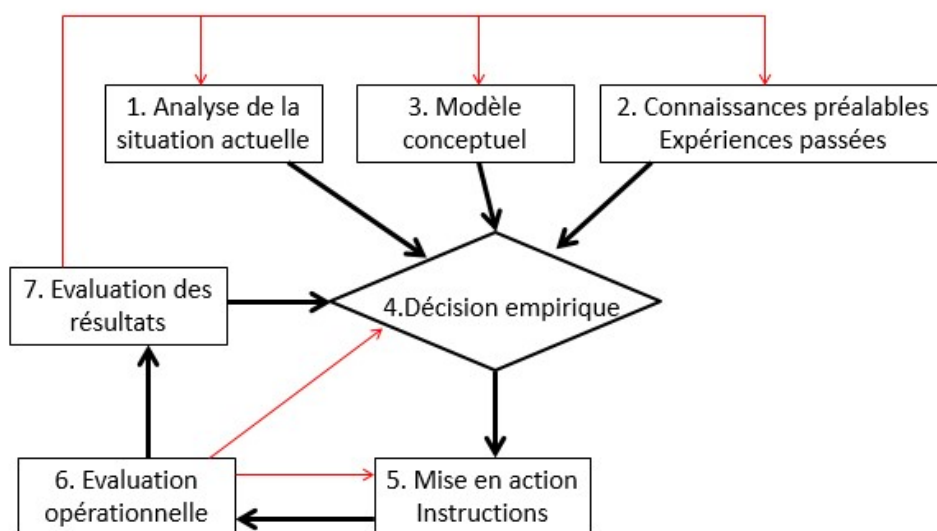 1. Analyse de la
situation actuelle
3. Modèle
conceptuel
2. Connaissances préalables
Expériences passées
7. Evaluation des
résultats
4.Décision empirique
6. Evaluation
opérationnelle
5. Mise en action
Instructions